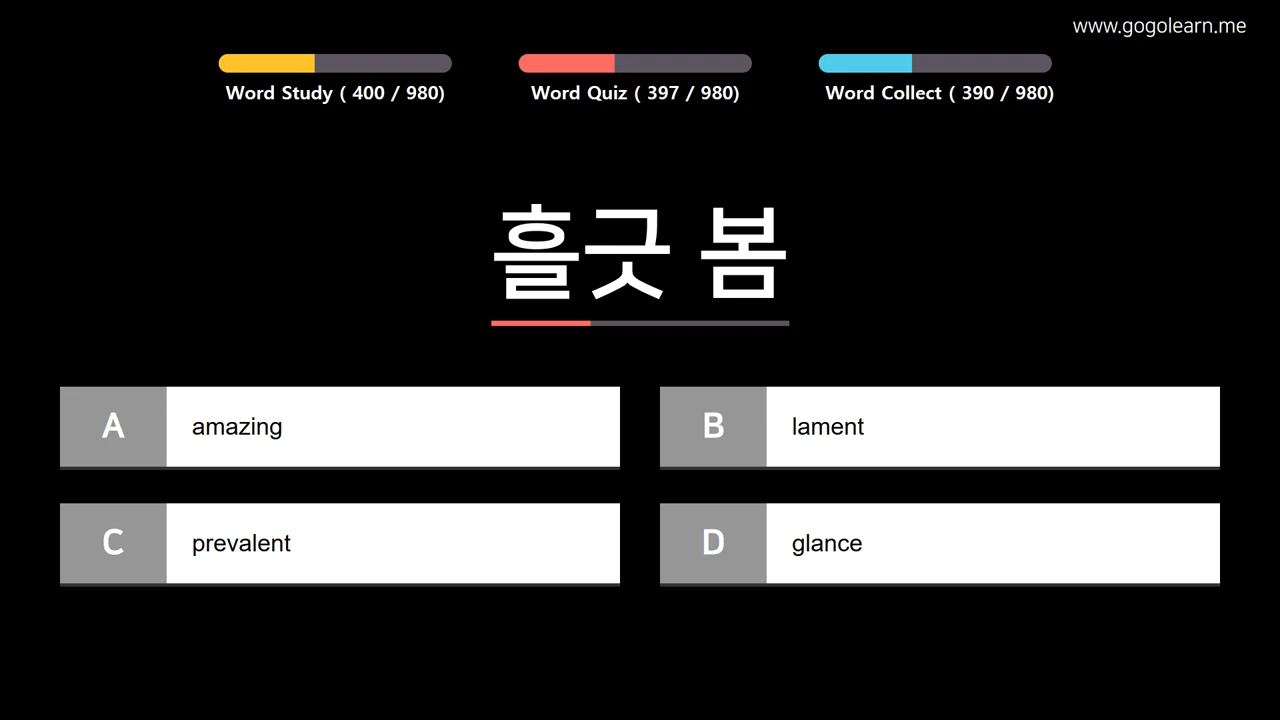 www.gogolearn.me
Word Study ( 400 / 980)
Word Quiz ( 397 / 980)
Word Collect ( 390 / 980)
흘긋 봄
A amazing
B lament
C prevalent
D glance